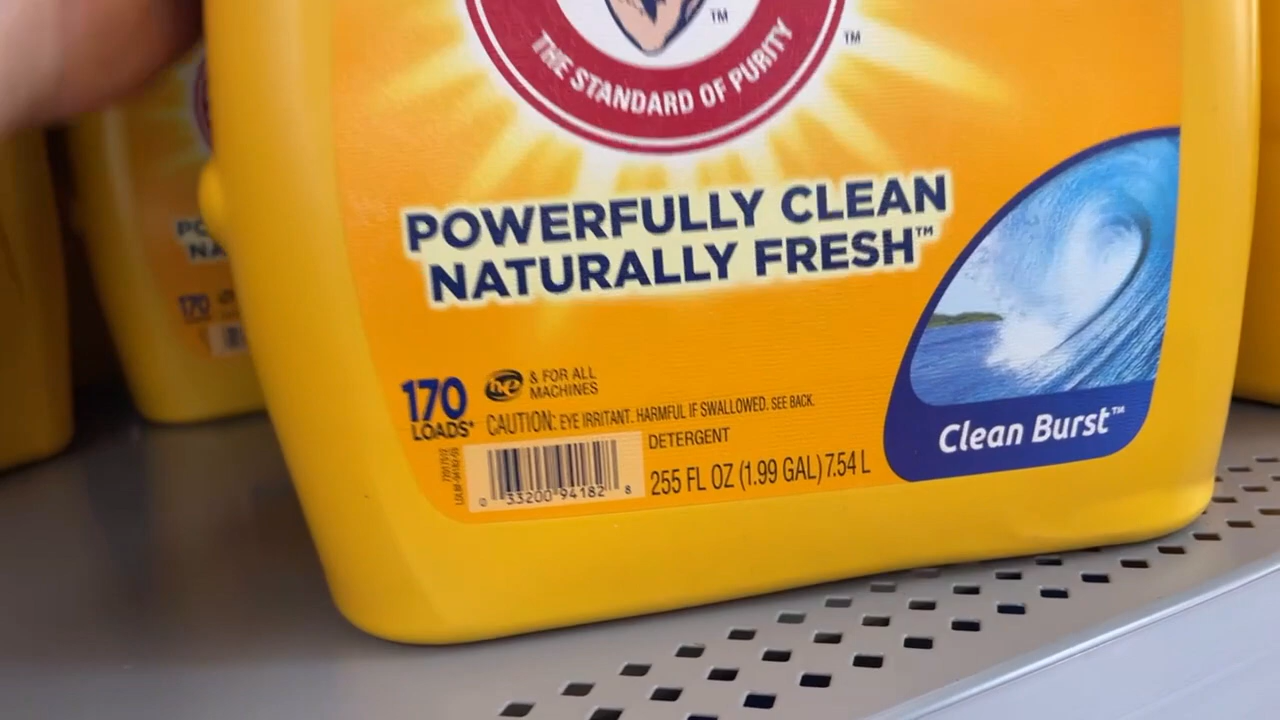 THE STANDARD OF PURITY
TM
TM
POWERFULLY CLEAN
NATURALLY FRESH™
170
LOADS*
he & FOR ALL
MACHINES
CAUTION: EYE IRRITANT. HARMFUL IF SWALLOWED. SEE BACK.
DETERGENT
255 FL OZ (1.99 GAL) 7.54 L
0 33200 94182 8
Clean Burst™
170